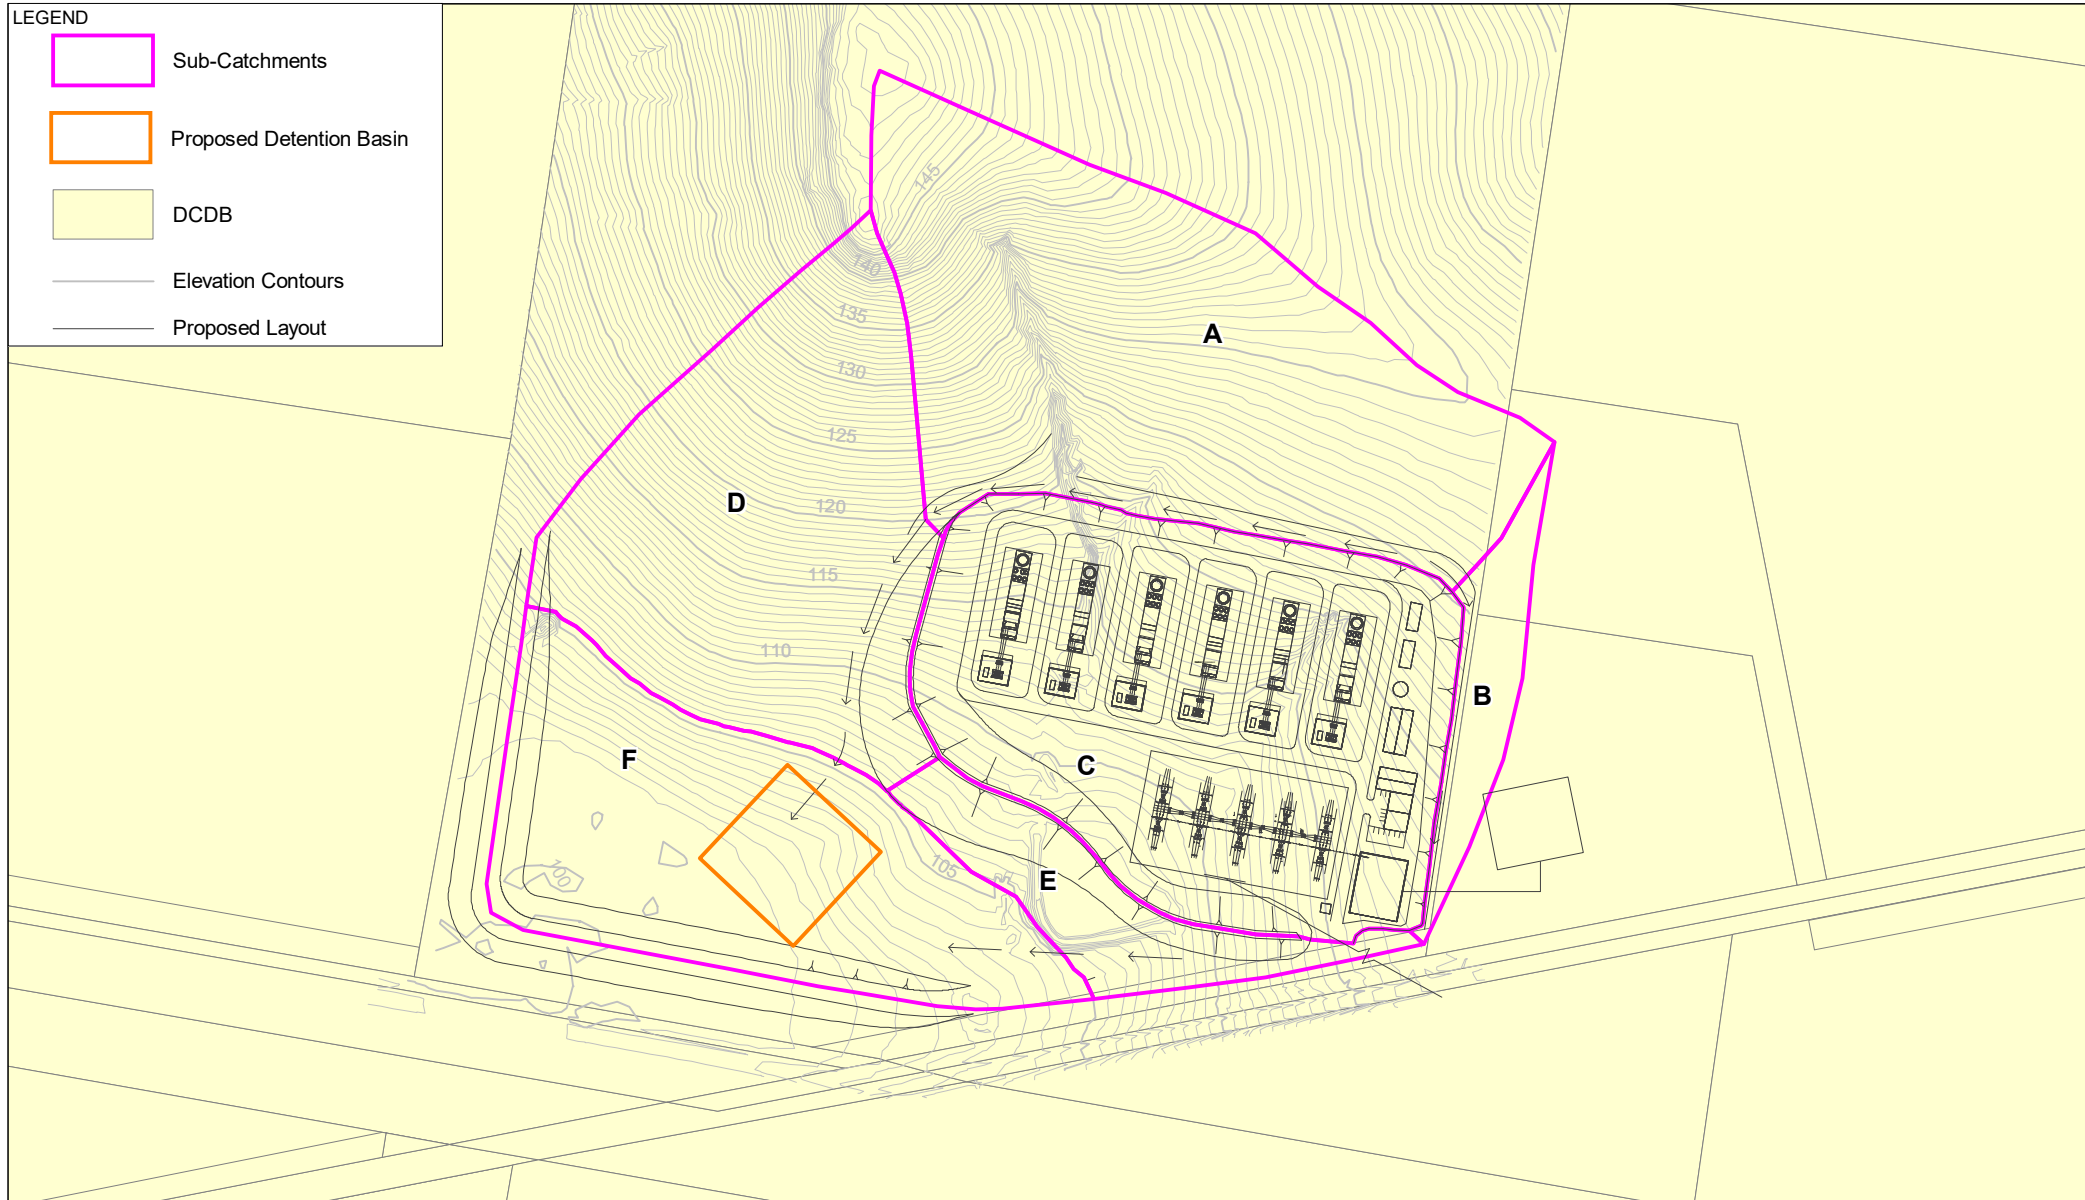 LEGEND
Sub-Catchments
Proposed Detention Basin
DCDB
Elevation Contours
Proposed Layout
145
140
135
A
130
125
D
120
115
110
B
F
C
105
E
100